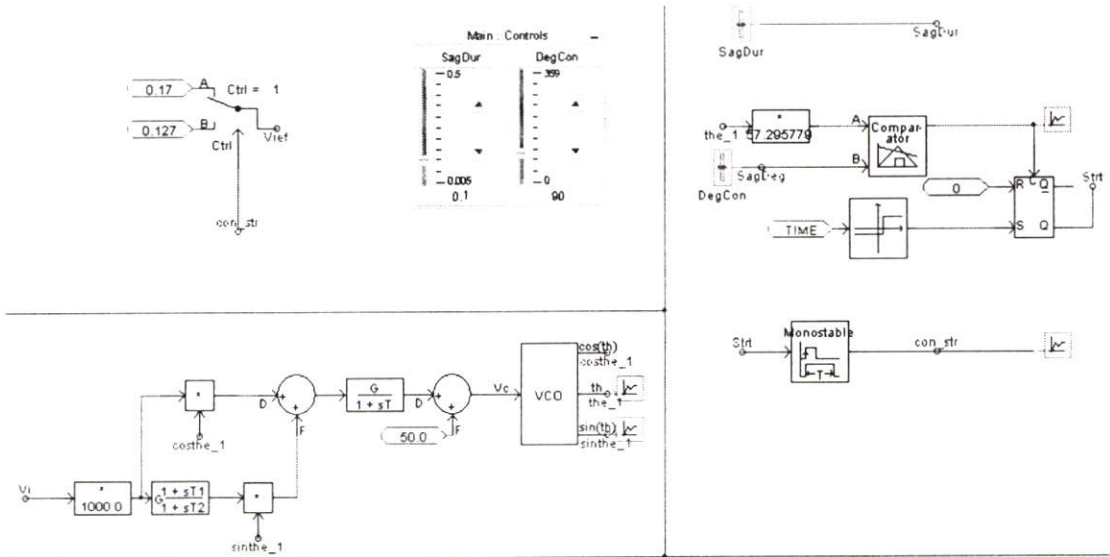 Main : Controls
SagDur
DegCon
0.5
359
0.005
0
0.1
90
0.17
A
Ctrl = 1
0.127
B
Ctrl
Vref
con_str
SagDur
SagDur
the_1
*
57.295779
A
Compar-
ator
B
SagDeg
DegCon
0
R
C
Q
Strt
TIME
S
Q
Strt
Monostable
T
con_str
cos(th)
costhe_1
*
D
+
+
G
1 + sT
D
+
+
Vc
VCO
th
the_1
F
F
50.0
sin(th)
sinthe_1
costhe_1
Vi
*
1000.0
G
1 + sT1
1 + sT2
*
sinthe_1